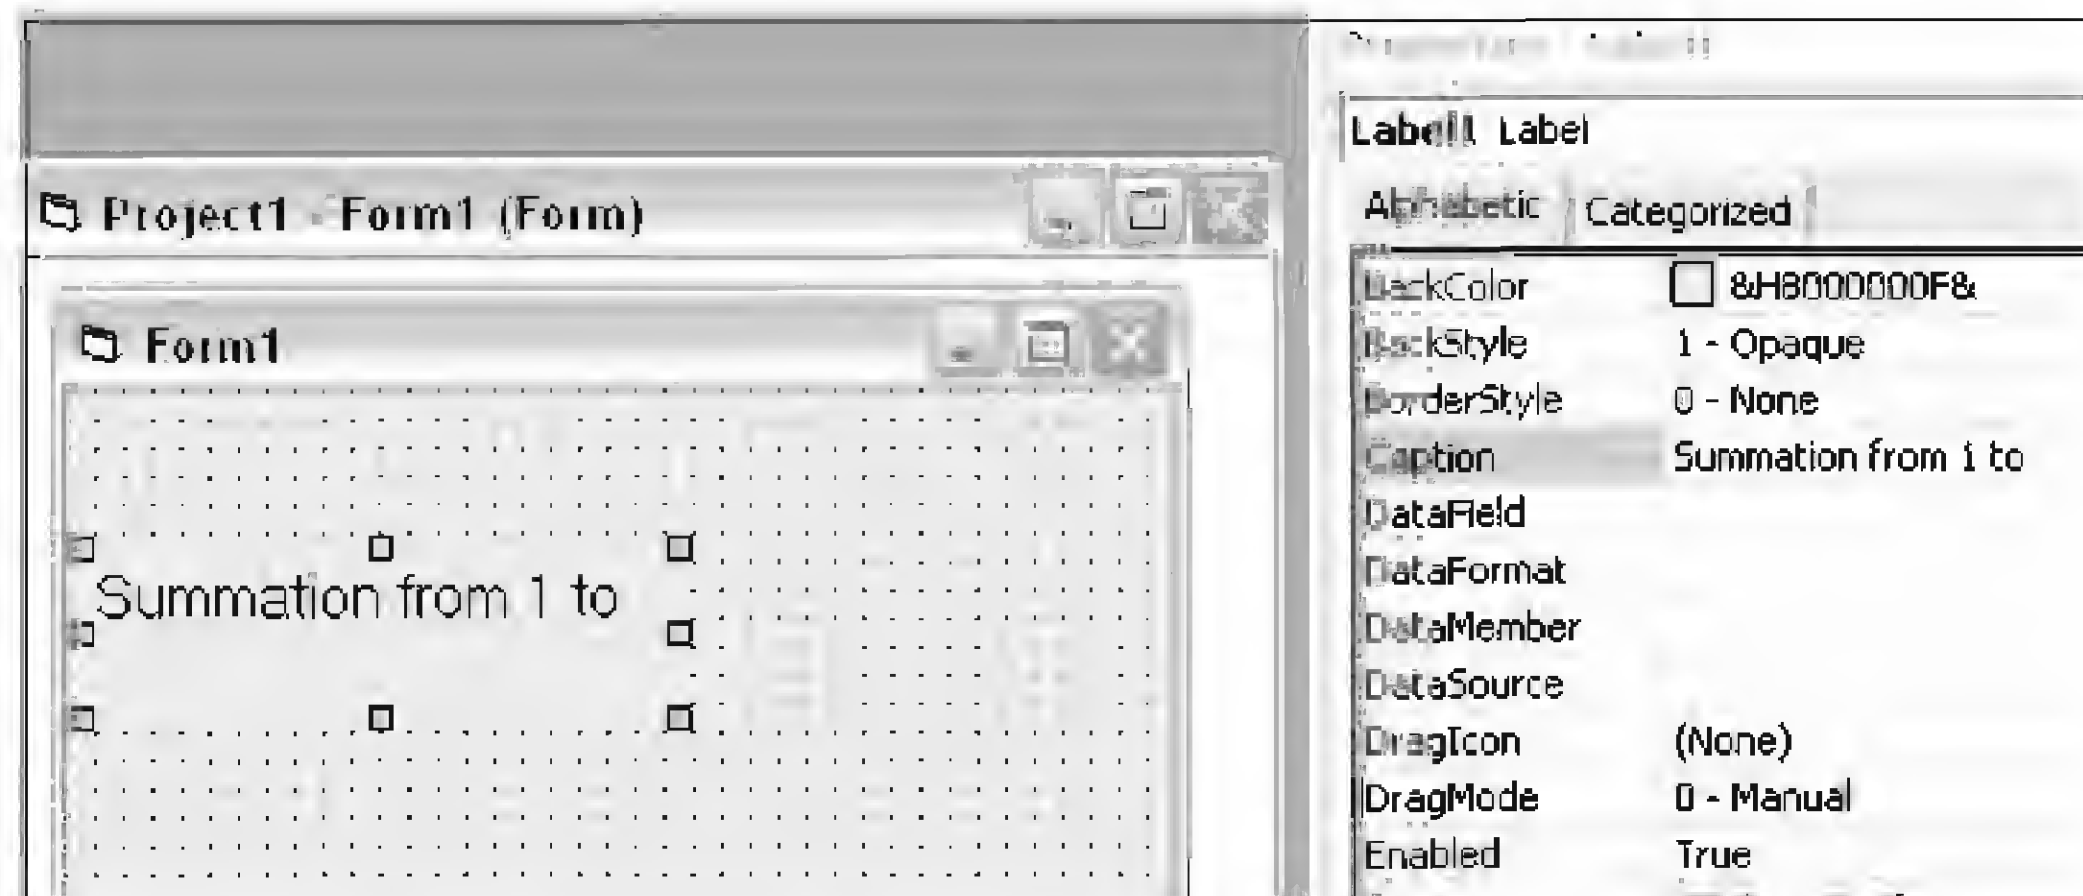 Project1 - Form1 (Form)
Form1
Summation from 1 to
Label1 Label
Alphabetic Categorized
BackColor &H8000000F&
BackStyle 1 - Opaque
BorderStyle 0 - None
Caption Summation from 1 to
DataField
DataFormat
DataMember
DataSource
DragIcon (None)
DragMode 0 - Manual
Enabled True